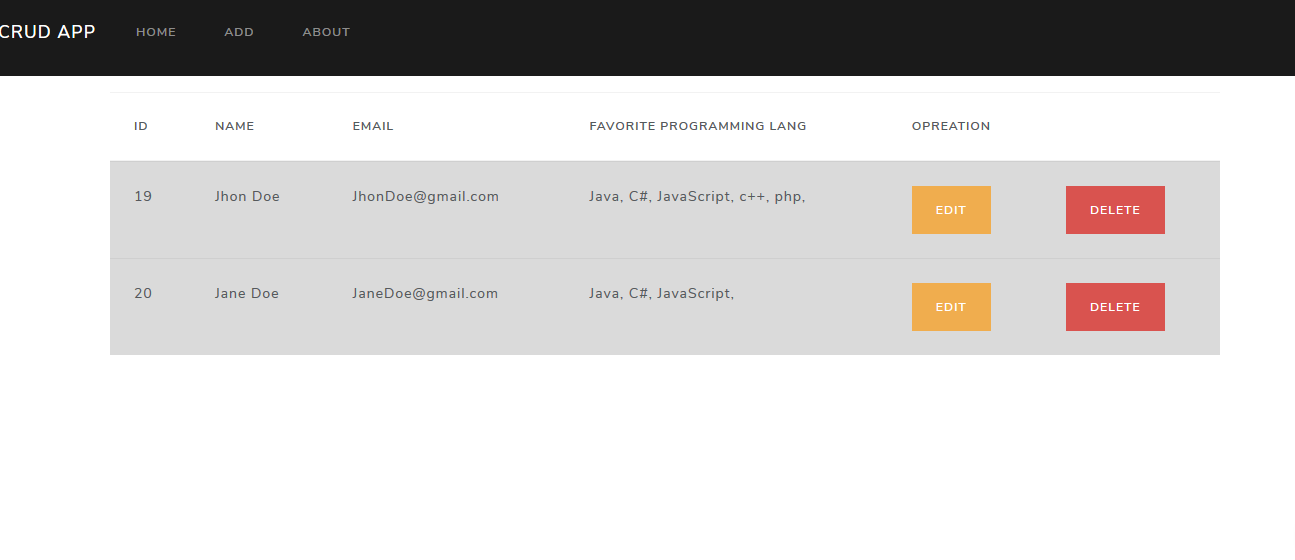 CRUD APP HOME ADD ABOUT
ID NAME EMAIL FAVORITE PROGRAMMING LANG OPREATION
19 Jhon Doe JhonDoe@gmail.com Java, C#, JavaScript, c++, php, EDIT DELETE
20 Jane Doe JaneDoe@gmail.com Java, C#, JavaScript, EDIT DELETE